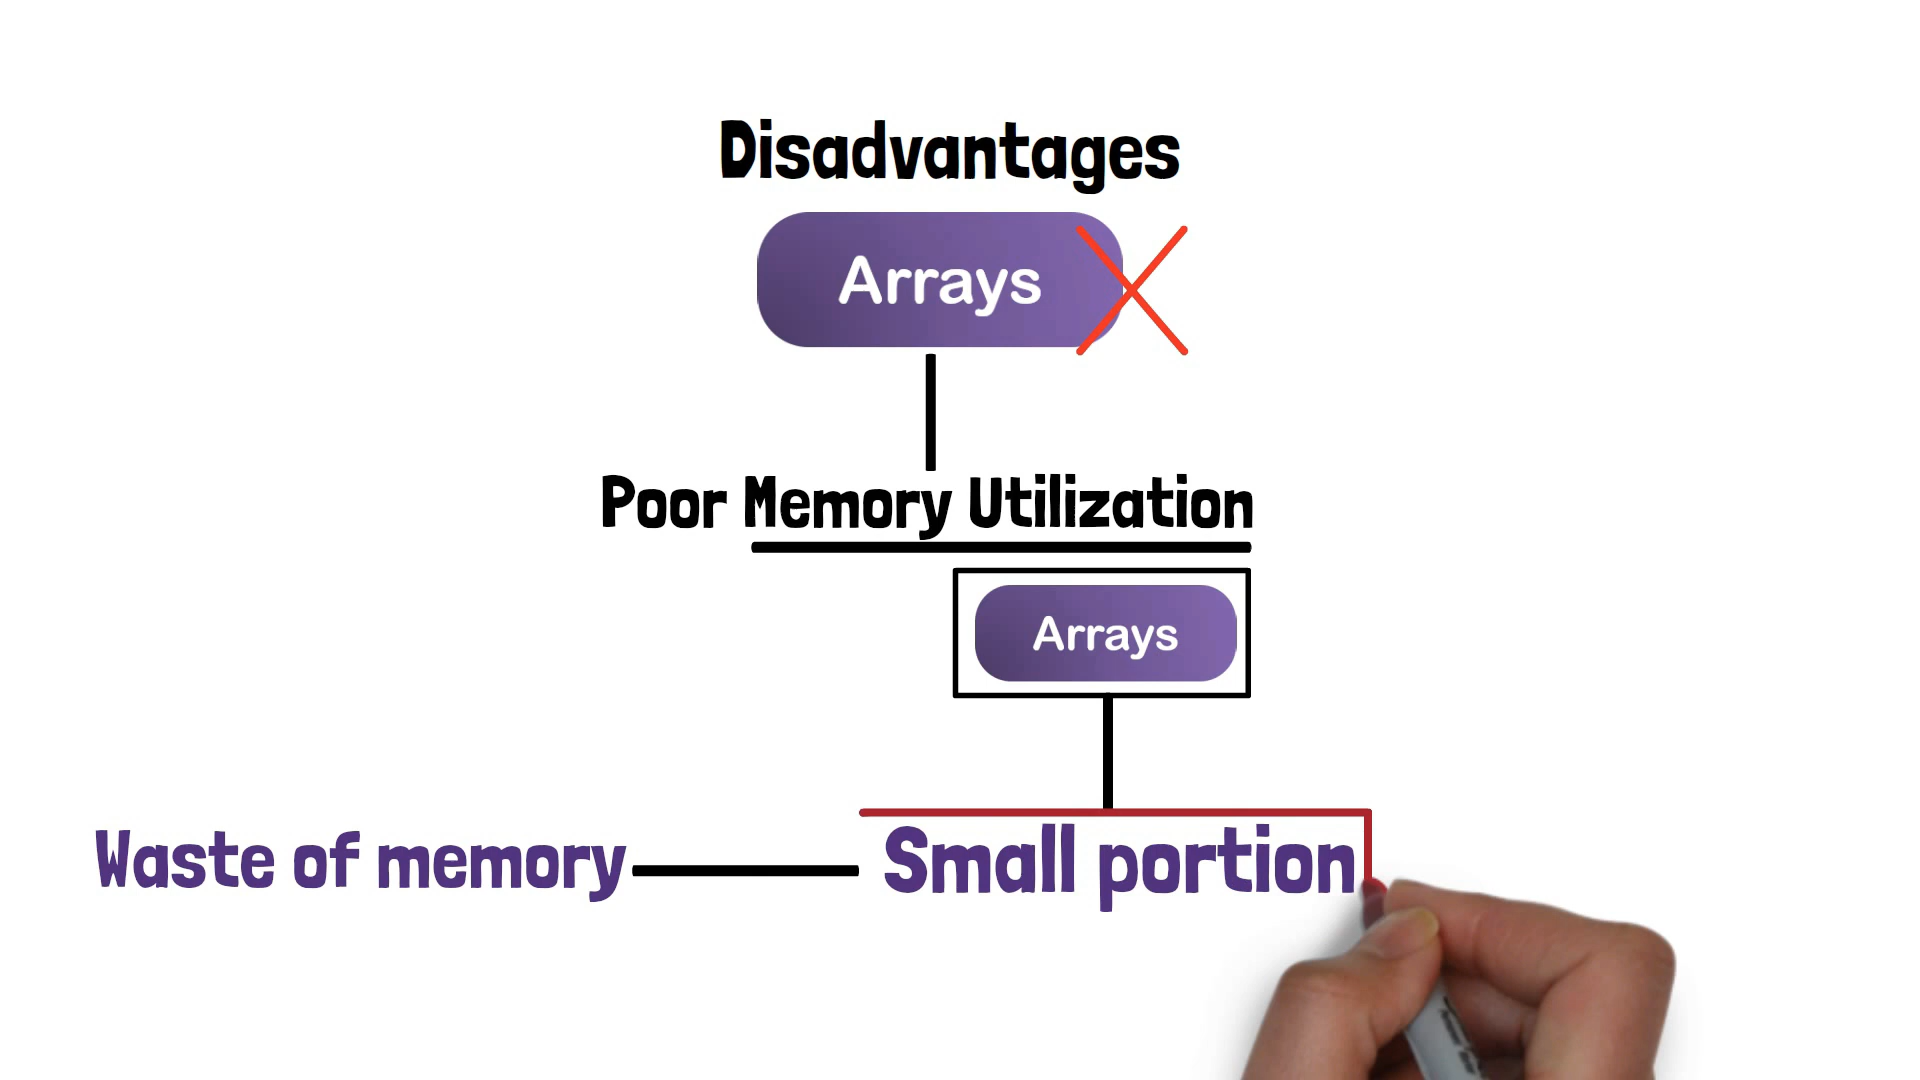 Disadvantages
Arrays
Poor Memory Utilization
Arrays
Waste of memory
Small portion